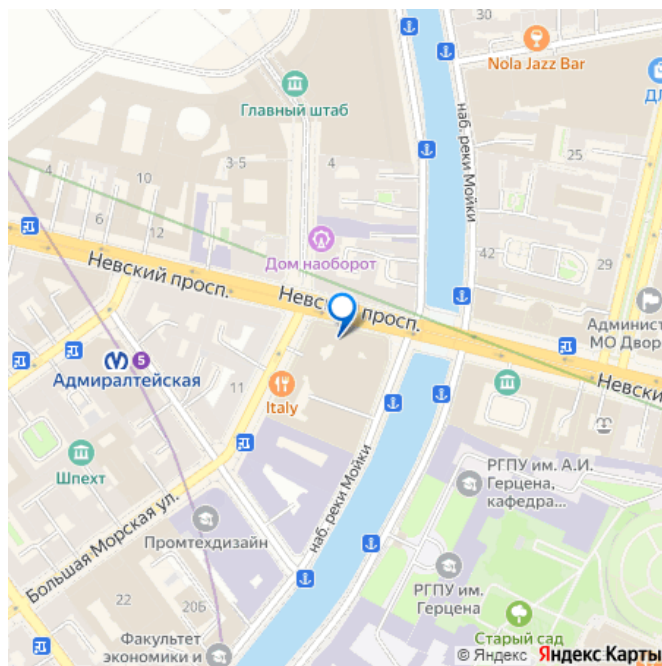 30
Nola Jazz Bar
ДЛ
Главный штаб
наб. реки Мойки
3-5
4
25
4
10
6
12
42
29
Дом наоборот
Невский просп.
Невский просп.
Админист
МО Двор
5
Адмиралтейская
11
Italy
Невски
РГПУ им. А.И.
Герцена,
кафедра...
Шпехт
наб. реки Мойки
Большая Морская ул.
Промтехдизайн
РГПУ им.
Герцена
22
20Б
Старый сад
Факультет
экономики и
© Яндекс Яндекс Карты